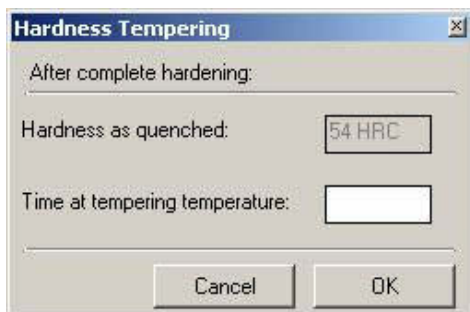 Hardness Tempering
After complete hardening:
Hardness as quenched: 54 HRC
Time at tempering temperature:
Cancel OK